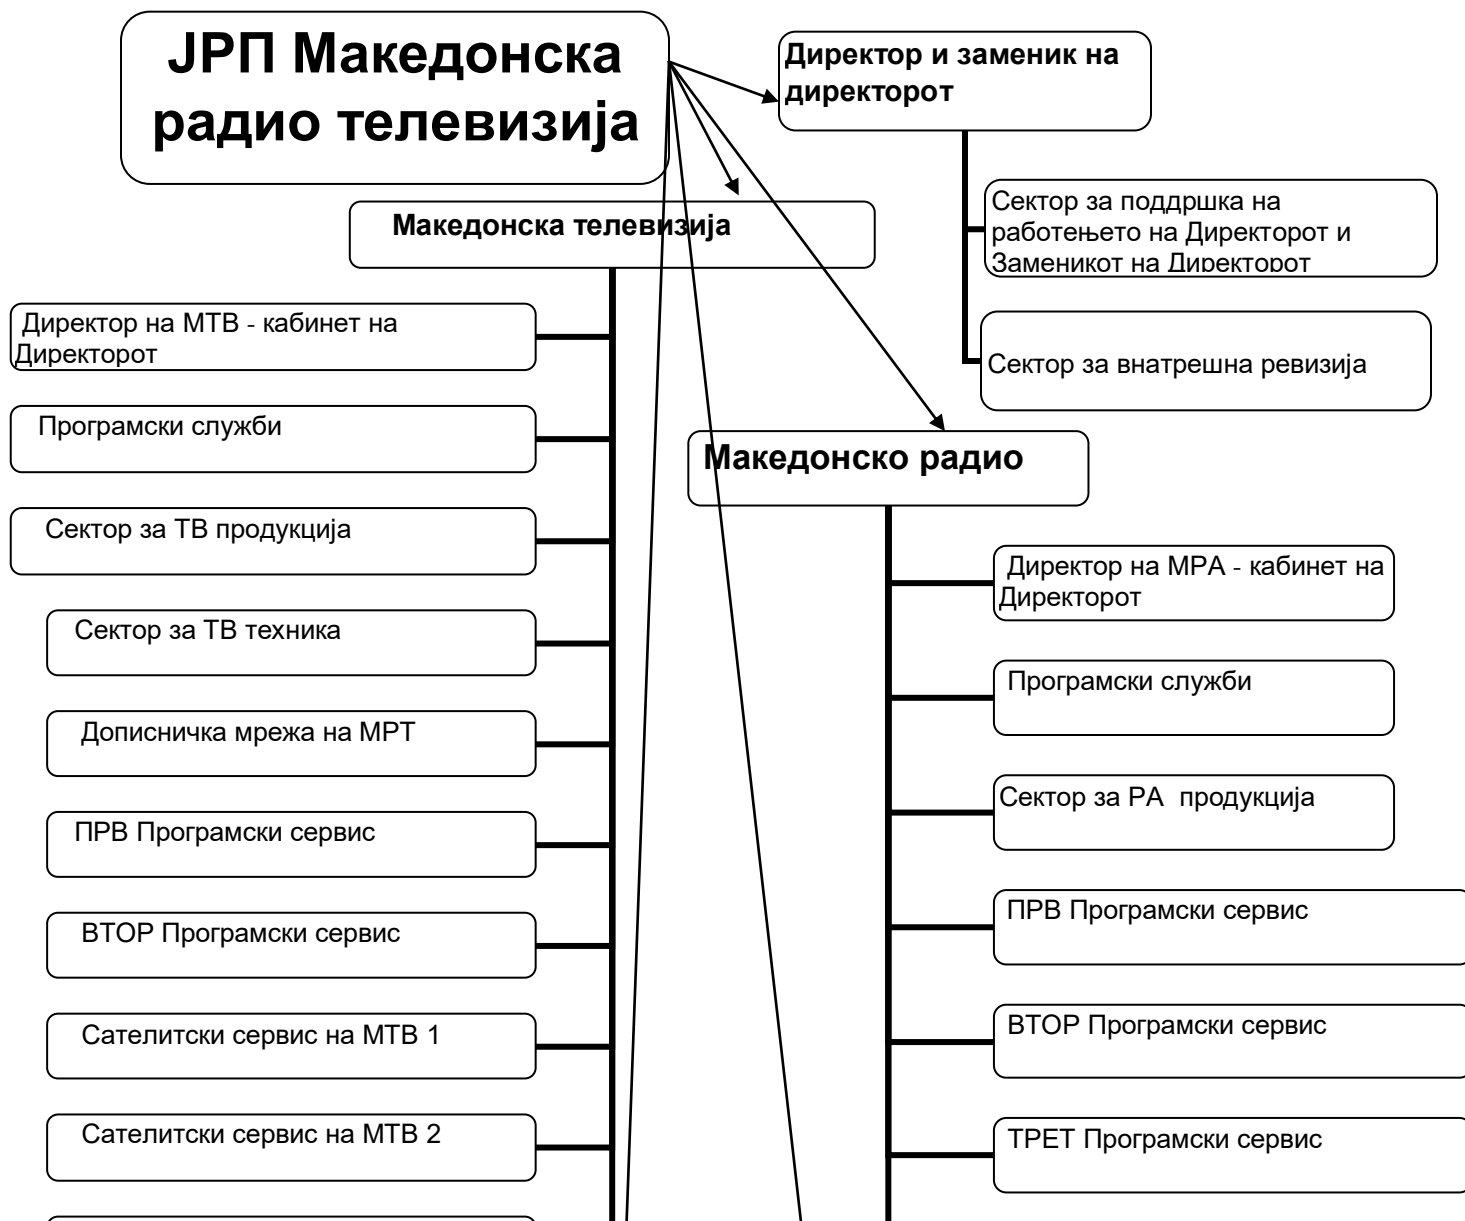 ЈРП Македонска
радио телевизија
Директор и заменик на
директорот
Сектор за поддршка на
работењето на Директорот и
Заменикот на Директорот
Сектор за внатрешна ревизија
Македонска телевизија
Директор на МТВ - кабинет на
Директорот
Програмски служби
Сектор за ТВ продукција
Сектор за ТВ техника
Дописничка мрежа на МРТ
ПРВ Програмски сервис
ВТОР Програмски сервис
Сателитски сервис на МТВ 1
Сателитски сервис на МТВ 2
Македонско радио
Директор на МРА - кабинет на
Директорот
Програмски служби
Сектор за РА  продукција
ПРВ Програмски сервис
ВТОР Програмски сервис
ТРЕТ Програмски сервис